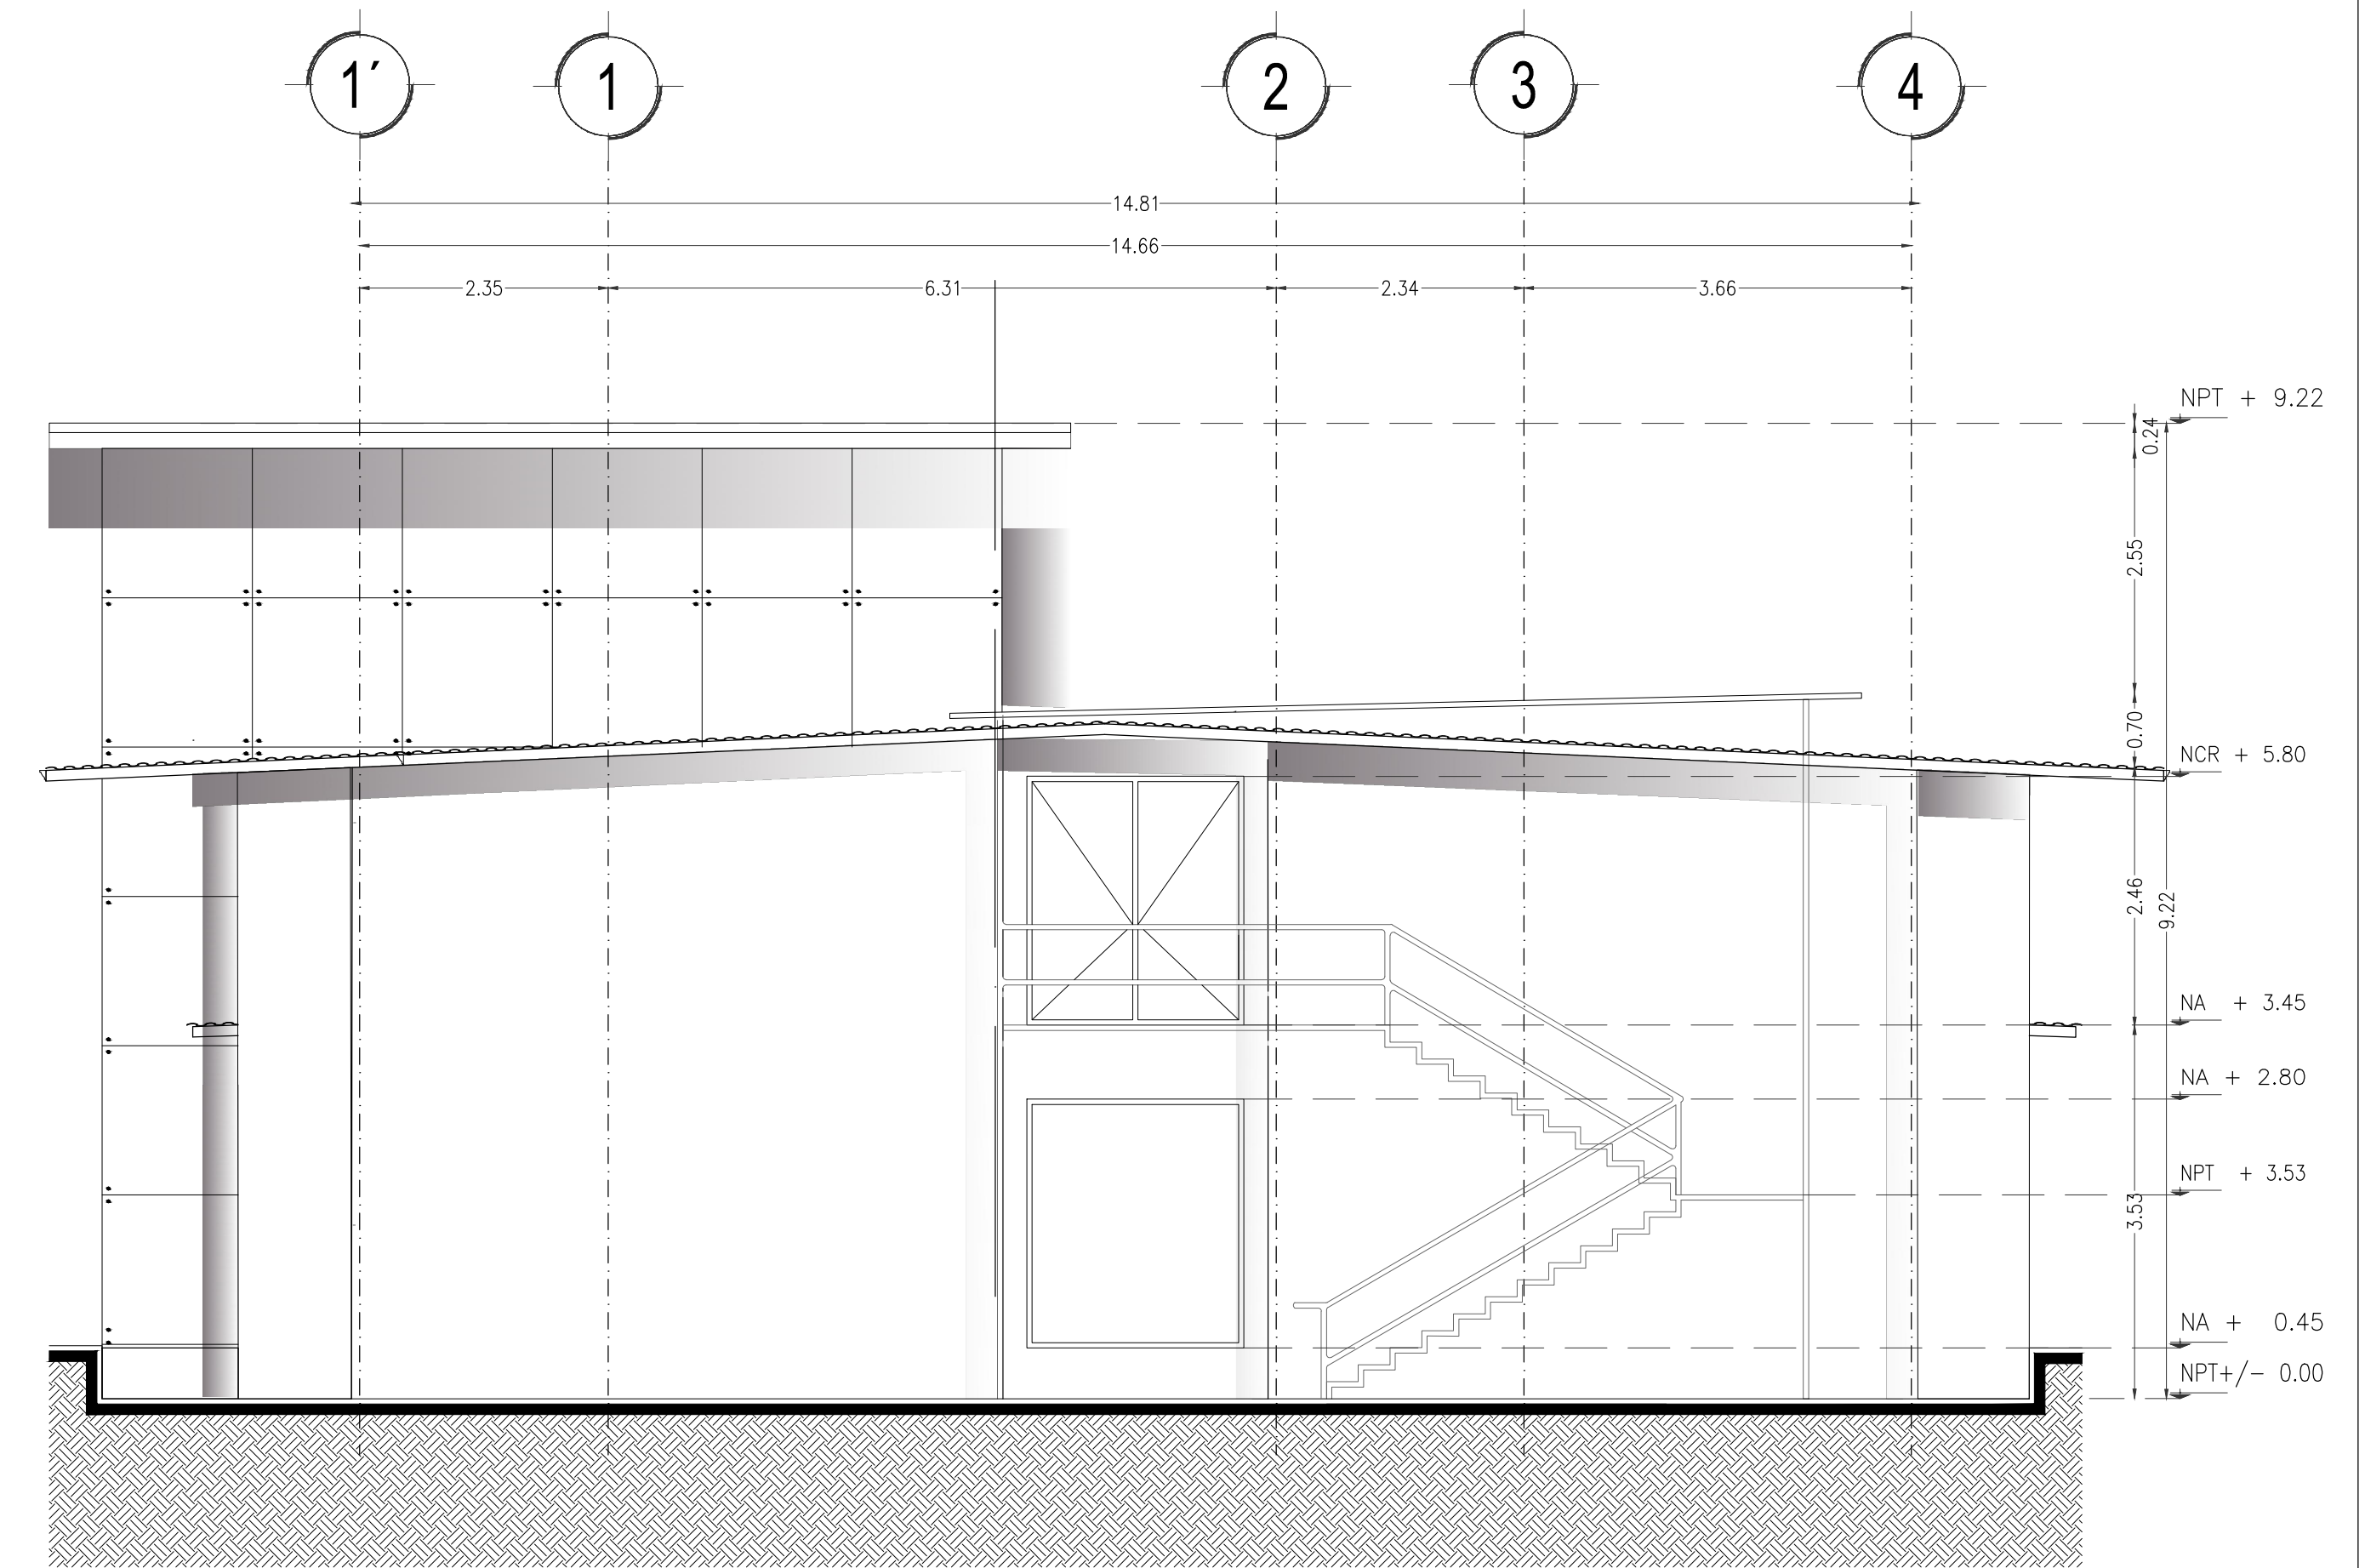 1´ 1 2 3 4
14.81
14.66
2.35 6.31 2.34 3.66
NPT + 9.22
0.24
2.55
0.70
NCR + 5.80
2.46
9.22
NA + 3.45
NA + 2.80
NPT + 3.53
3.53
NA + 0.45
NPT+/- 0.00